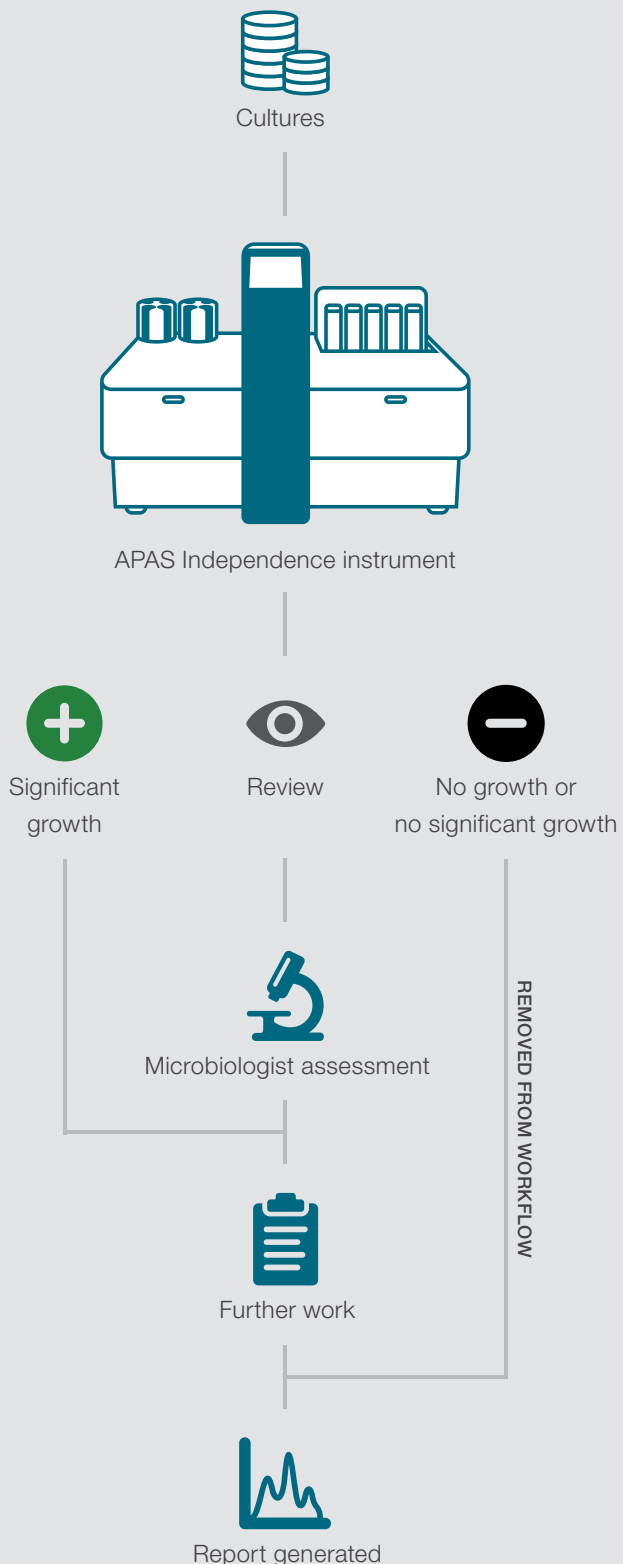 Cultures
APAS Independence instrument
Significant
growth
Review
No growth or
no significant growth
Microbiologist assessment
REMOVED FROM WORKFLOW
Further work
Report generated